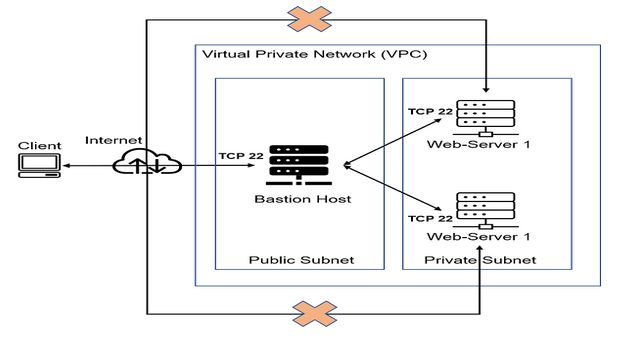 Virtual Private Network (VPC)
TCP 22
Web-Server 1
Client
Internet
TCP 22
Bastion Host
TCP 22
Web-Server 1
Public Subnet
Private Subnet